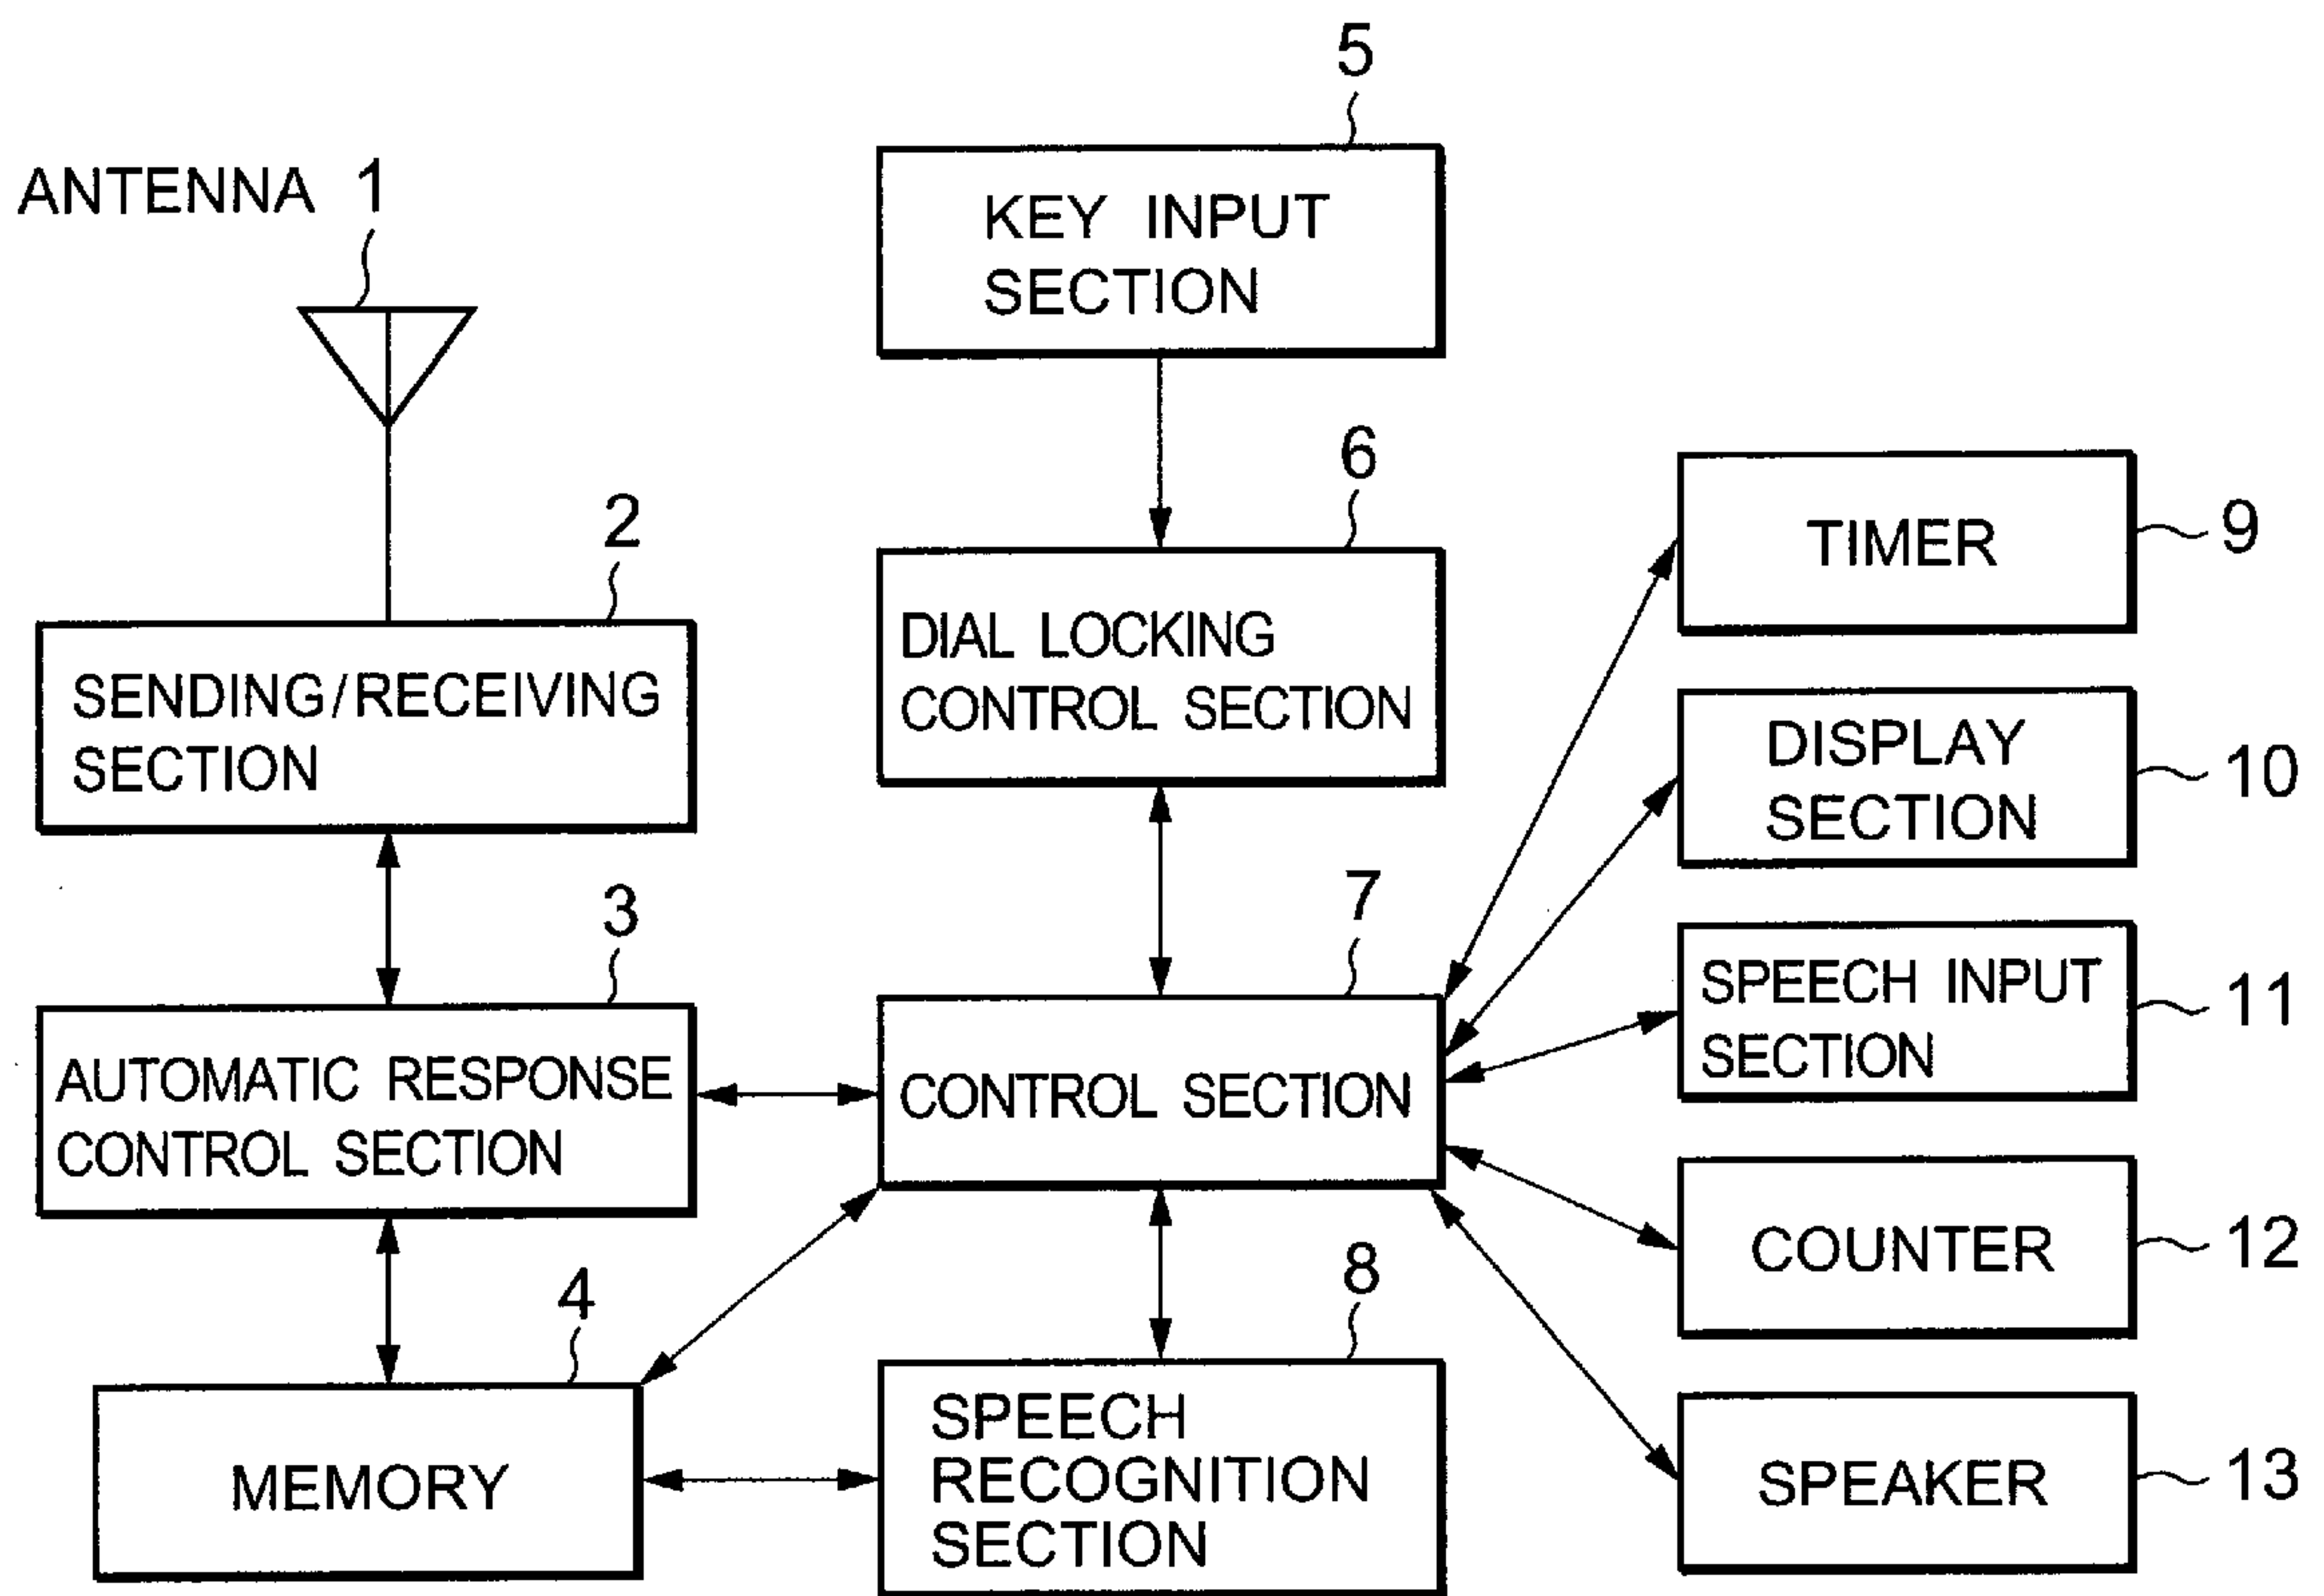 5
ANTENNA 1
KEY INPUT
SECTION
6
2
TIMER
9
DIAL LOCKING
CONTROL SECTION
SENDING/RECEIVING
SECTION
DISPLAY
SECTION
10
7
3
SPEECH INPUT
SECTION
11
AUTOMATIC RESPONSE
CONTROL SECTION
CONTROL SECTION
COUNTER
12
8
4
SPEECH
RECOGNITION
SECTION
MEMORY
SPEAKER
13